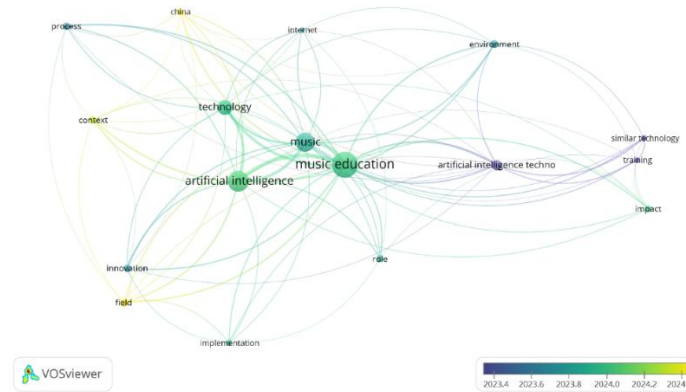 china
process
internet
environment
technology
context
music
similar technology
music education
artificial intelligence techno
training
artificial intelligence
impact
role
innovation
field
implementation
VOSviewer
2023.4 2023.6 2023.8 2024.0 2024.2